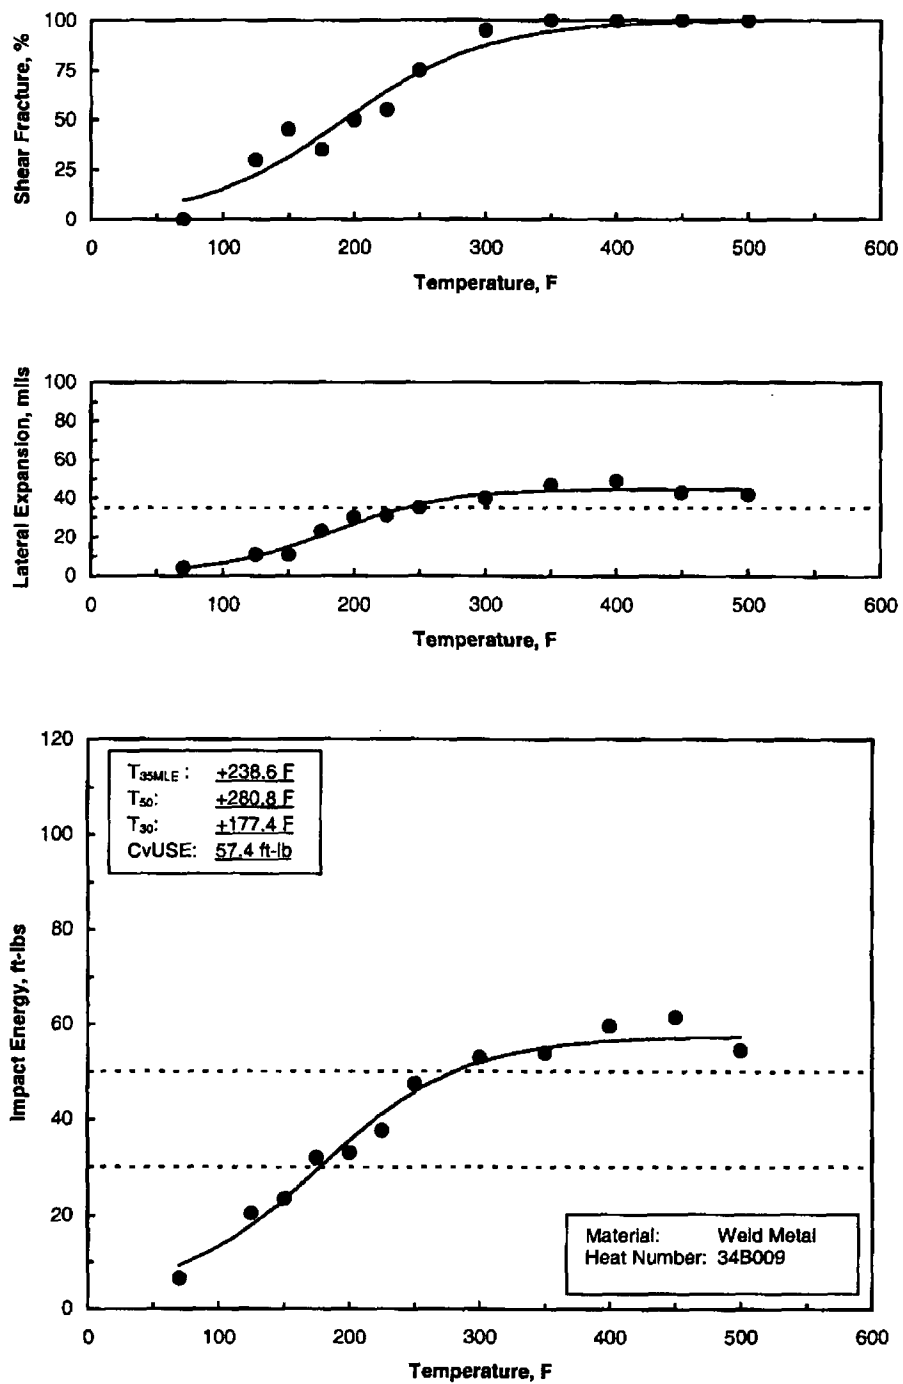 Shear Fracture, %
100
75
50
25
0
0 100 200 300 400 500 600
Temperature, F
Lateral Expansion, mils
100
80
60
40
20
0
0 100 200 300 400 500 600
Temperature, F
Impact Energy, ft-lbs
120
100
80
60
40
20
0
T35MLE : +238.6 F
T50: +280.8 F
T30: +177.4 F
CvUSE: 57.4 ft-lb
Material: Weld Metal
Heat Number: 34B009
0 100 200 300 400 500 600
Temperature, F